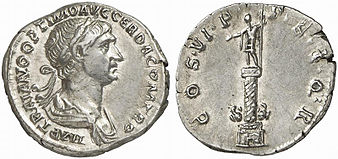 IMP TRAIANO OPTIMO AVG GER DAC P M TR P
COS VI P P S P Q R